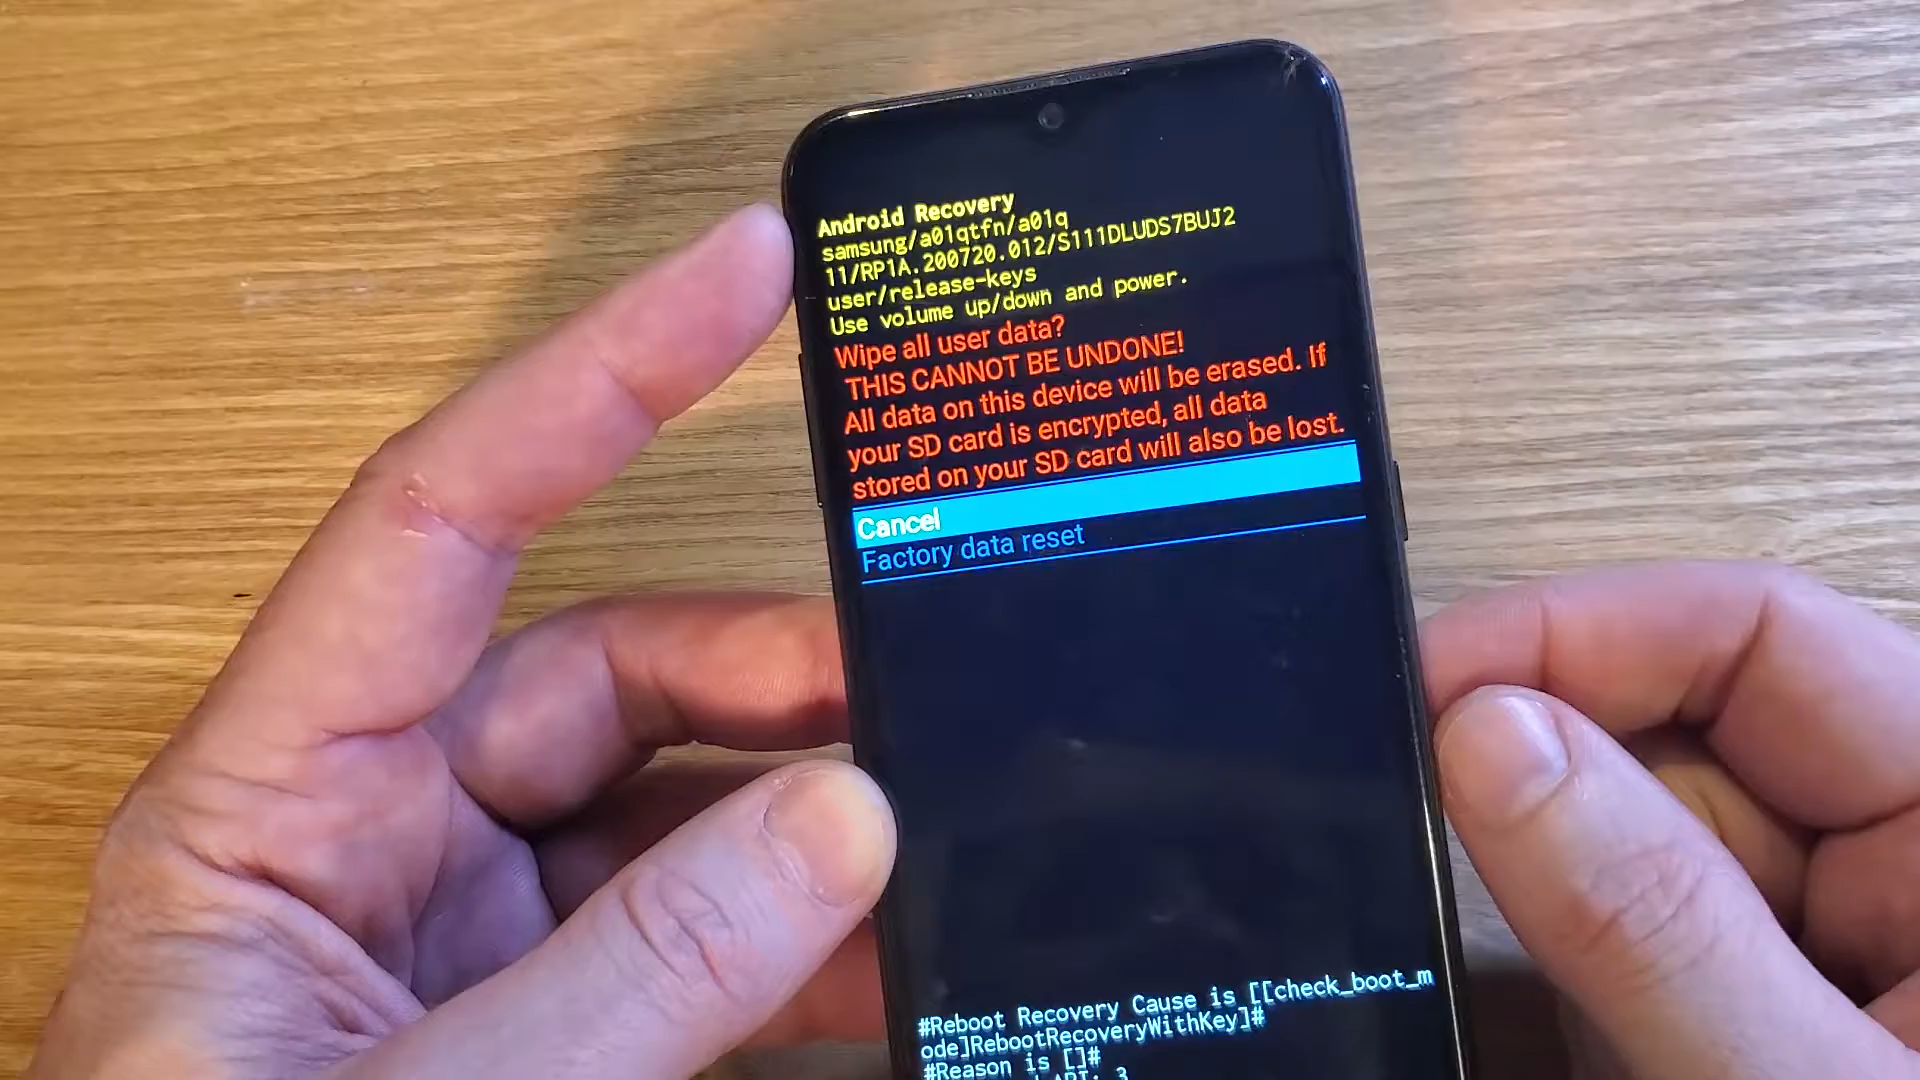 Android Recovery
samsung/a01qtfn/a01q
11/RP1A.200720.012/S111DLUDS7BUJ2
user/release-keys
Use volume up/down and power.
Wipe all user data?
THIS CANNOT BE UNDONE!
All data on this device will be erased. If
your SD card is encrypted, all data
stored on your SD card will also be lost.
Cancel
Factory data reset
#Reboot Recovery Cause is [[check_boot_m
ode]RebootRecoveryWithKey]#
#Reason is []#
API: 3